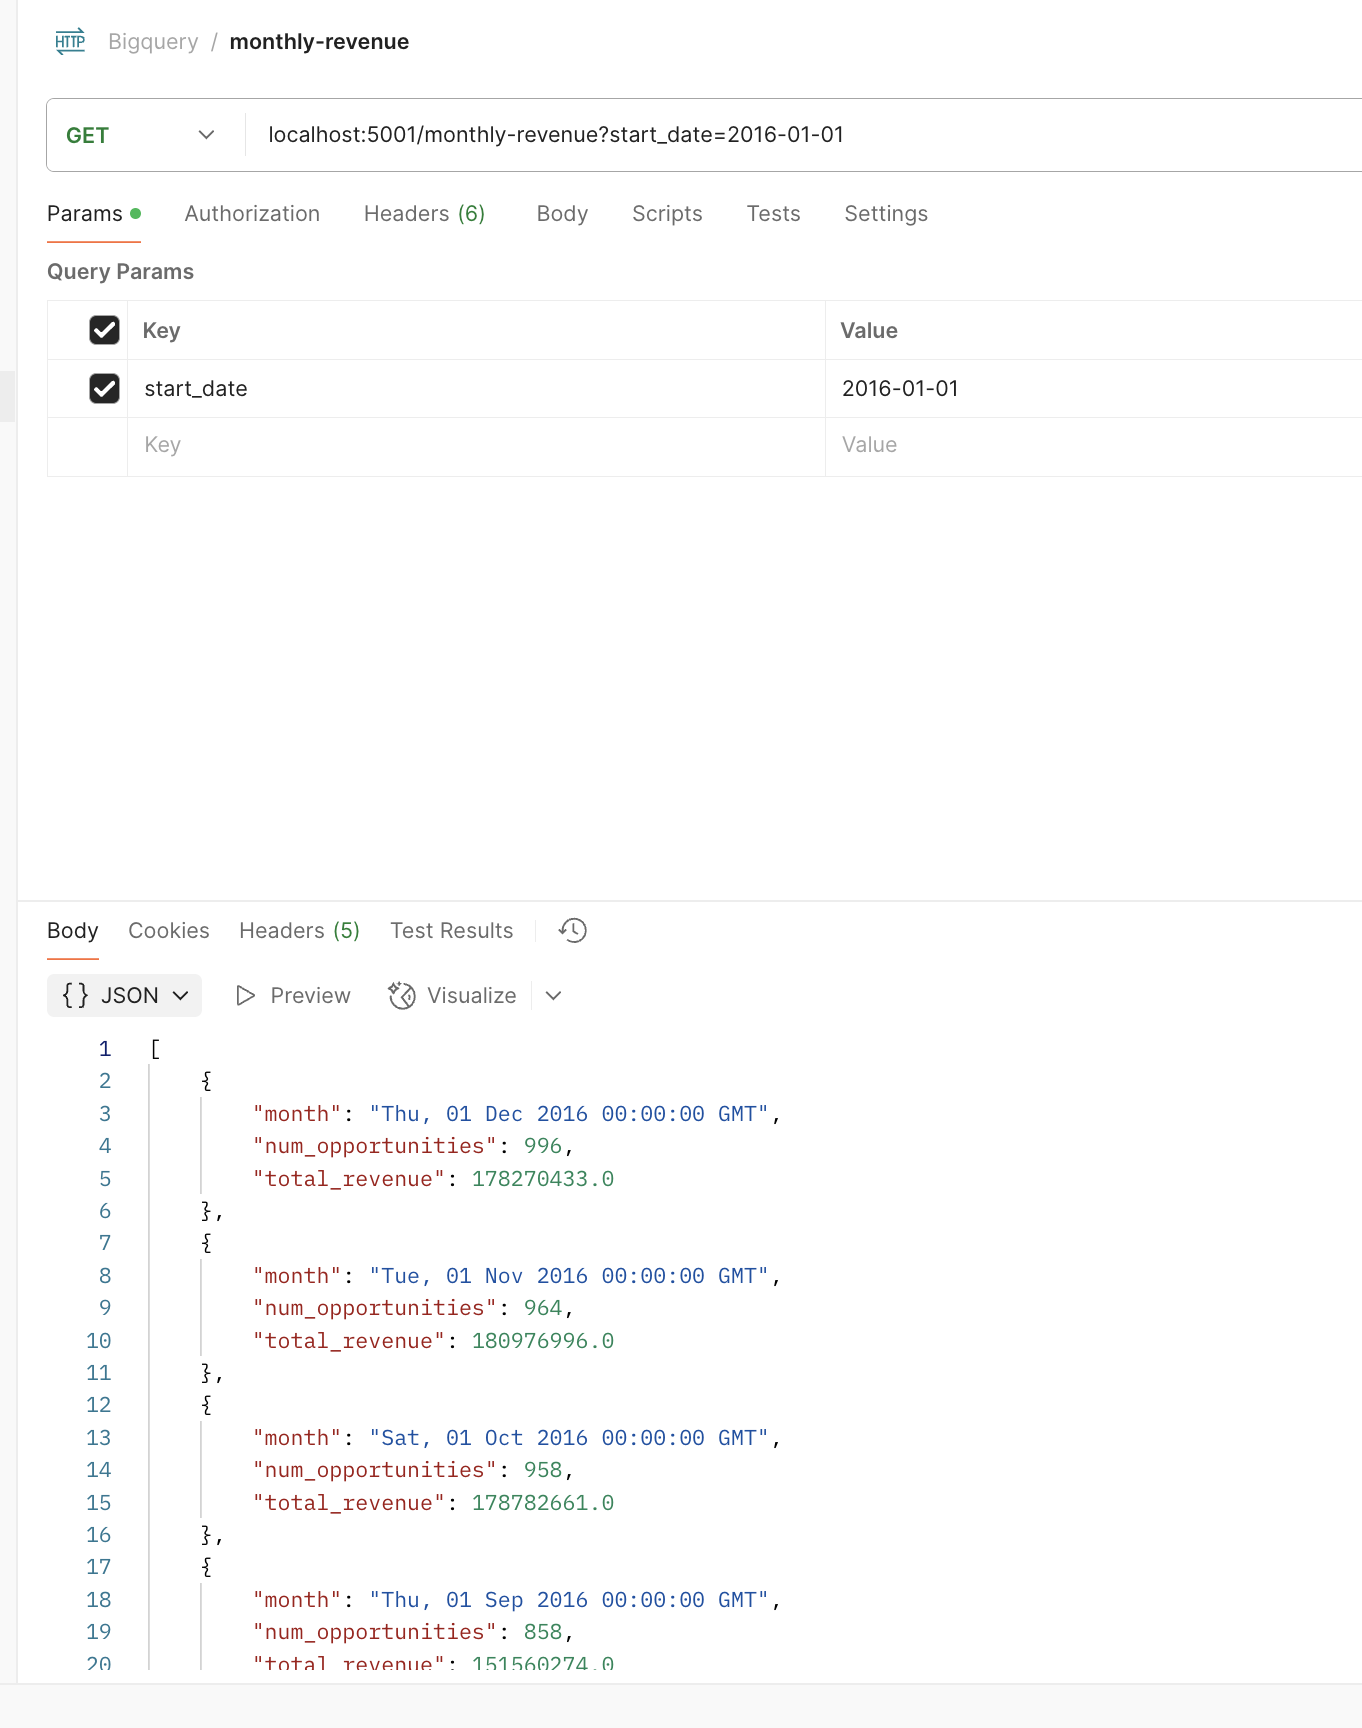 HTTP Bigquery / monthly-revenue
GET localhost:5001/monthly-revenue?start_date=2016-01-01
Params Authorization Headers (6) Body Scripts Tests Settings
Query Params
Key Value
start_date 2016-01-01
Key Value
Body Cookies Headers (5) Test Results
{} JSON Preview Visualize
1 [
2 {
3 "month": "Thu, 01 Dec 2016 00:00:00 GMT",
4 "num_opportunities": 996,
5 "total_revenue": 178270433.0
6 },
7 {
8 "month": "Tue, 01 Nov 2016 00:00:00 GMT",
9 "num_opportunities": 964,
10 "total_revenue": 180976996.0
11 },
12 {
13 "month": "Sat, 01 Oct 2016 00:00:00 GMT",
14 "num_opportunities": 958,
15 "total_revenue": 178782661.0
16 },
17 {
18 "month": "Thu, 01 Sep 2016 00:00:00 GMT",
19 "num_opportunities": 858,
20 "total_revenue": 151560274.0